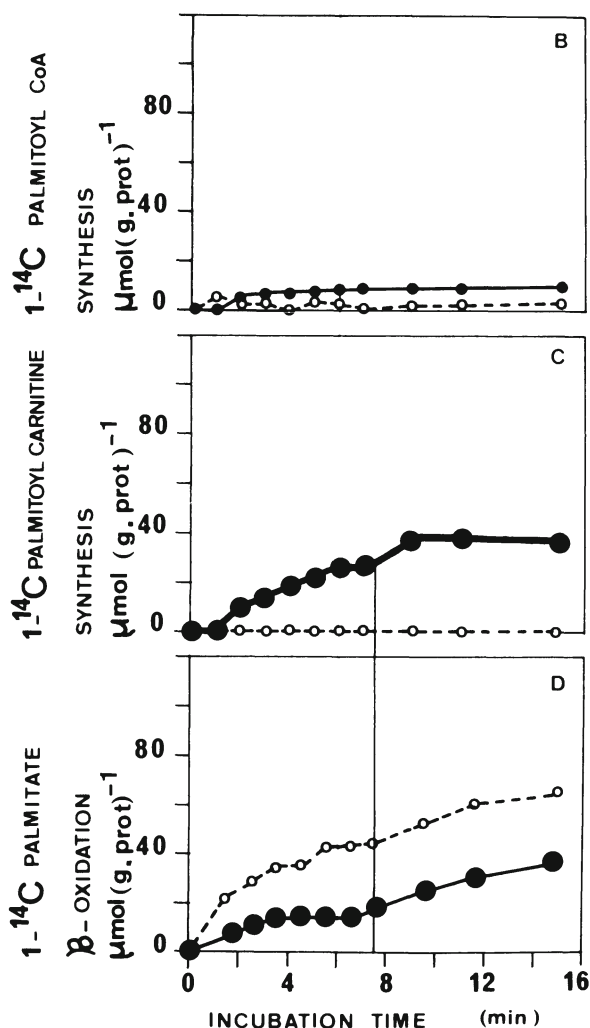 B
1-¹⁴C PALMITOYL CoA
SYNTHESIS
μmol(g.prot)⁻¹
80
40
0
C
1-¹⁴C PALMITOYL CARNITINE
SYNTHESIS
μmol (g.prot)⁻¹
80
40
0
D
1-¹⁴C PALMITATE
β-OXIDATION
μmol(g.prot)⁻¹
80
40
0
0 4 8 12 16
INCUBATION TIME (min)